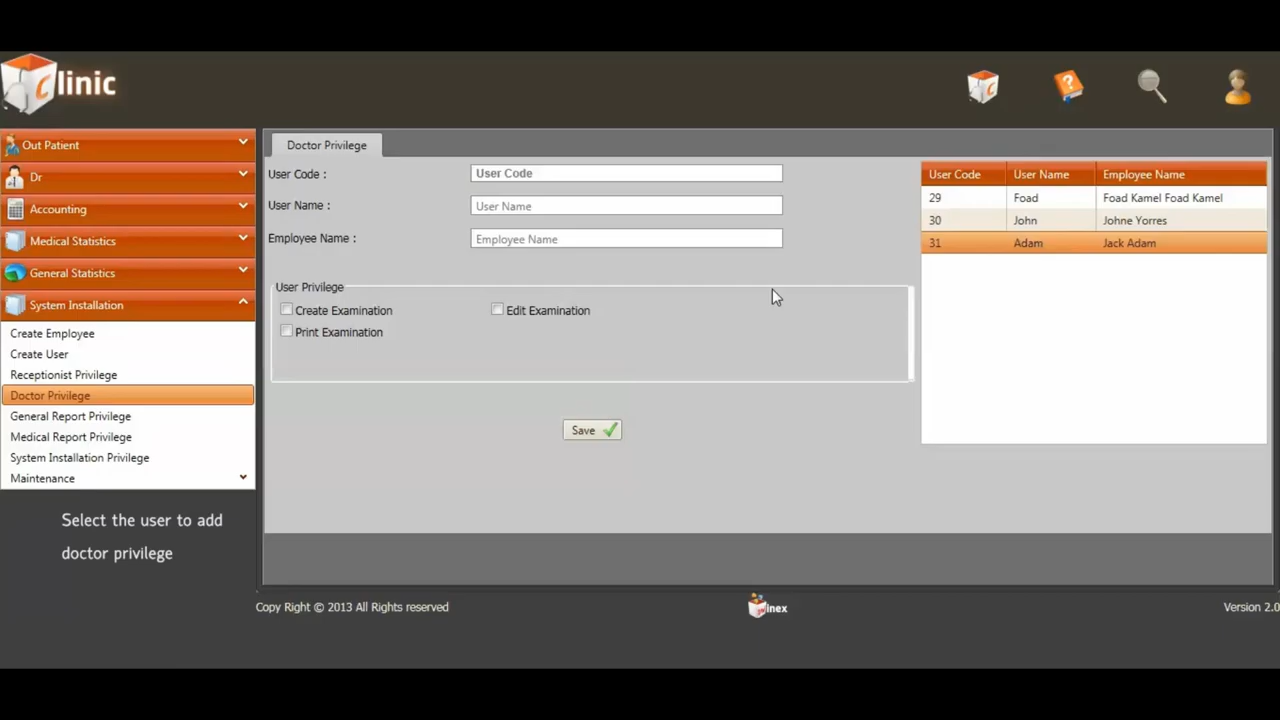 Clinic
Out Patient
Dr
Accounting
Medical Statistics
General Statistics
System Installation
Create Employee
Create User
Receptionist Privilege
Doctor Privilege
General Report Privilege
Medical Report Privilege
System Installation Privilege
Maintenance
Select the user to add
doctor privilege
Doctor Privilege
User Code : User Code
User Name : User Name
Employee Name : Employee Name
User Privilege
Create Examination Edit Examination
Print Examination
Save
User Code User Name Employee Name
29 Foad Foad Kamel Foad Kamel
30 John Johne Yorres
31 Adam Jack Adam
Copy Right © 2013 All Rights reserved
inex
Version 2.0